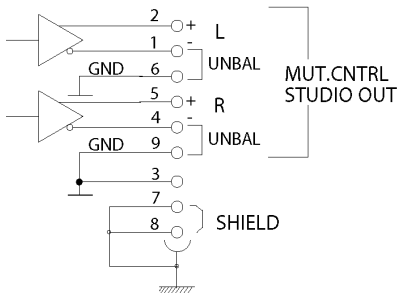 2 + L
1 -
UNBAL
GND 6
MUT.CNTRL
STUDIO OUT
5 + R
4 -
UNBAL
GND 9
3
7
SHIELD
8